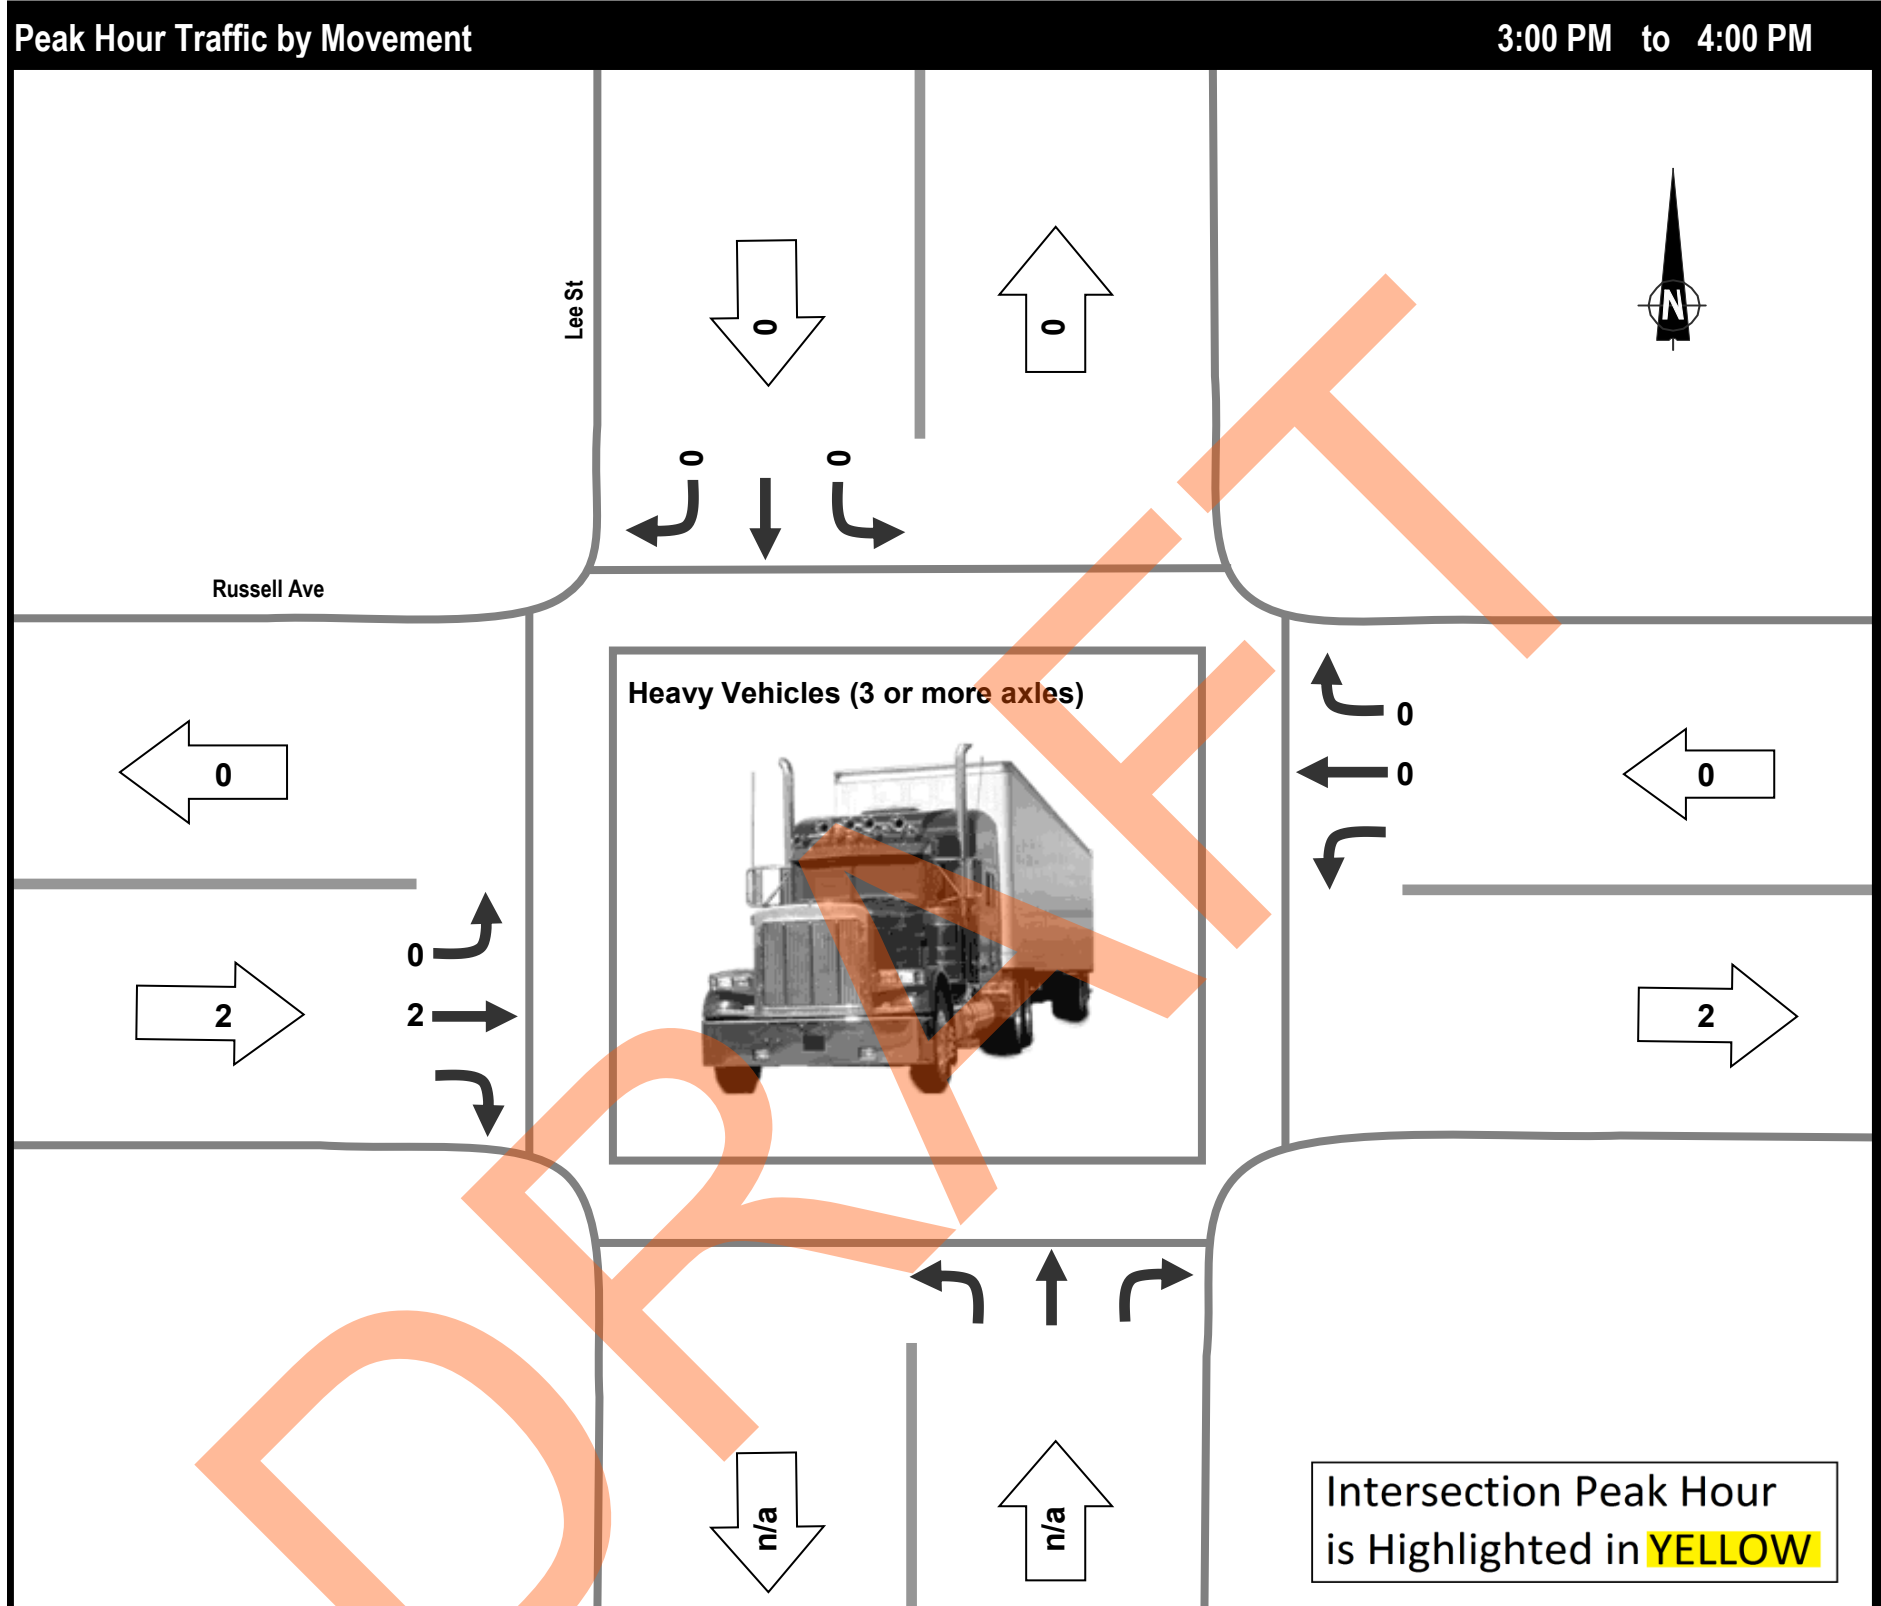 Peak Hour Traffic by Movement 3:00 PM to 4:00 PM
N
Lee St
0
0
0
0
Russell Ave
Heavy Vehicles (3 or more axles)
0
0
0
0
0
2
2
2
DRAFT
n/a
n/a
Intersection Peak Hour
is Highlighted in YELLOW